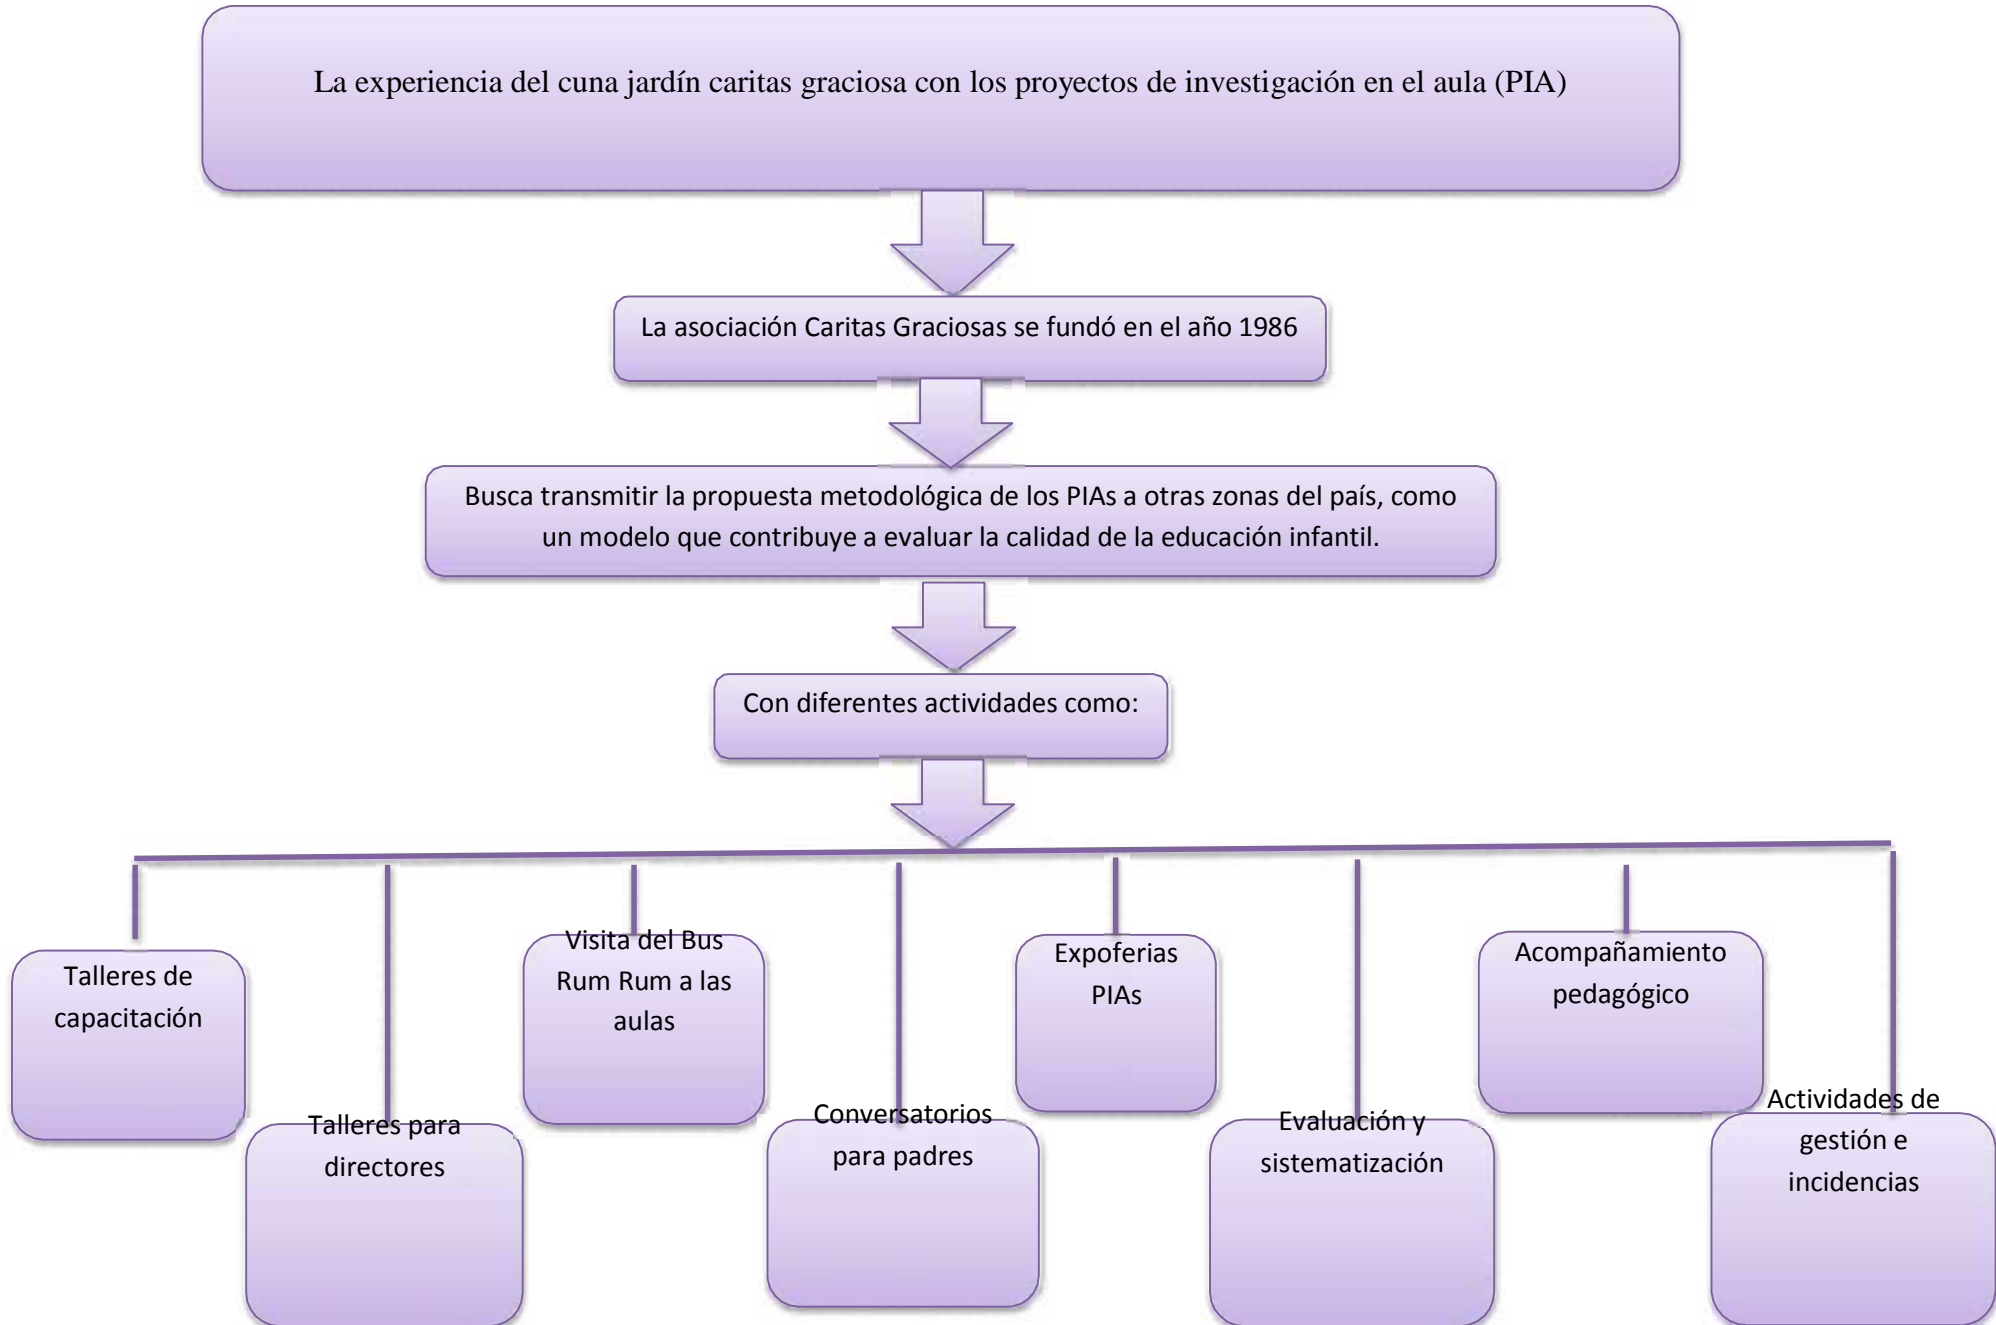 La experiencia del cuna jardín caritas graciosa con los proyectos de investigación en el aula (PIA)
La asociación Caritas Graciosas se fundó en el año 1986
Busca transmitir la propuesta metodológica de los PIAs a otras zonas del país, como
un modelo que contribuye a evaluar la calidad de la educación infantil.
Con diferentes actividades como:
Talleres de
capacitación
Talleres para
directores
Visita del Bus
Rum Rum a las
aulas
Conversatorios
para padres
Expoferias
PIAs
Evaluación y
sistematización
Acompañamiento
pedagógico
Actividades de
gestión e
incidencias